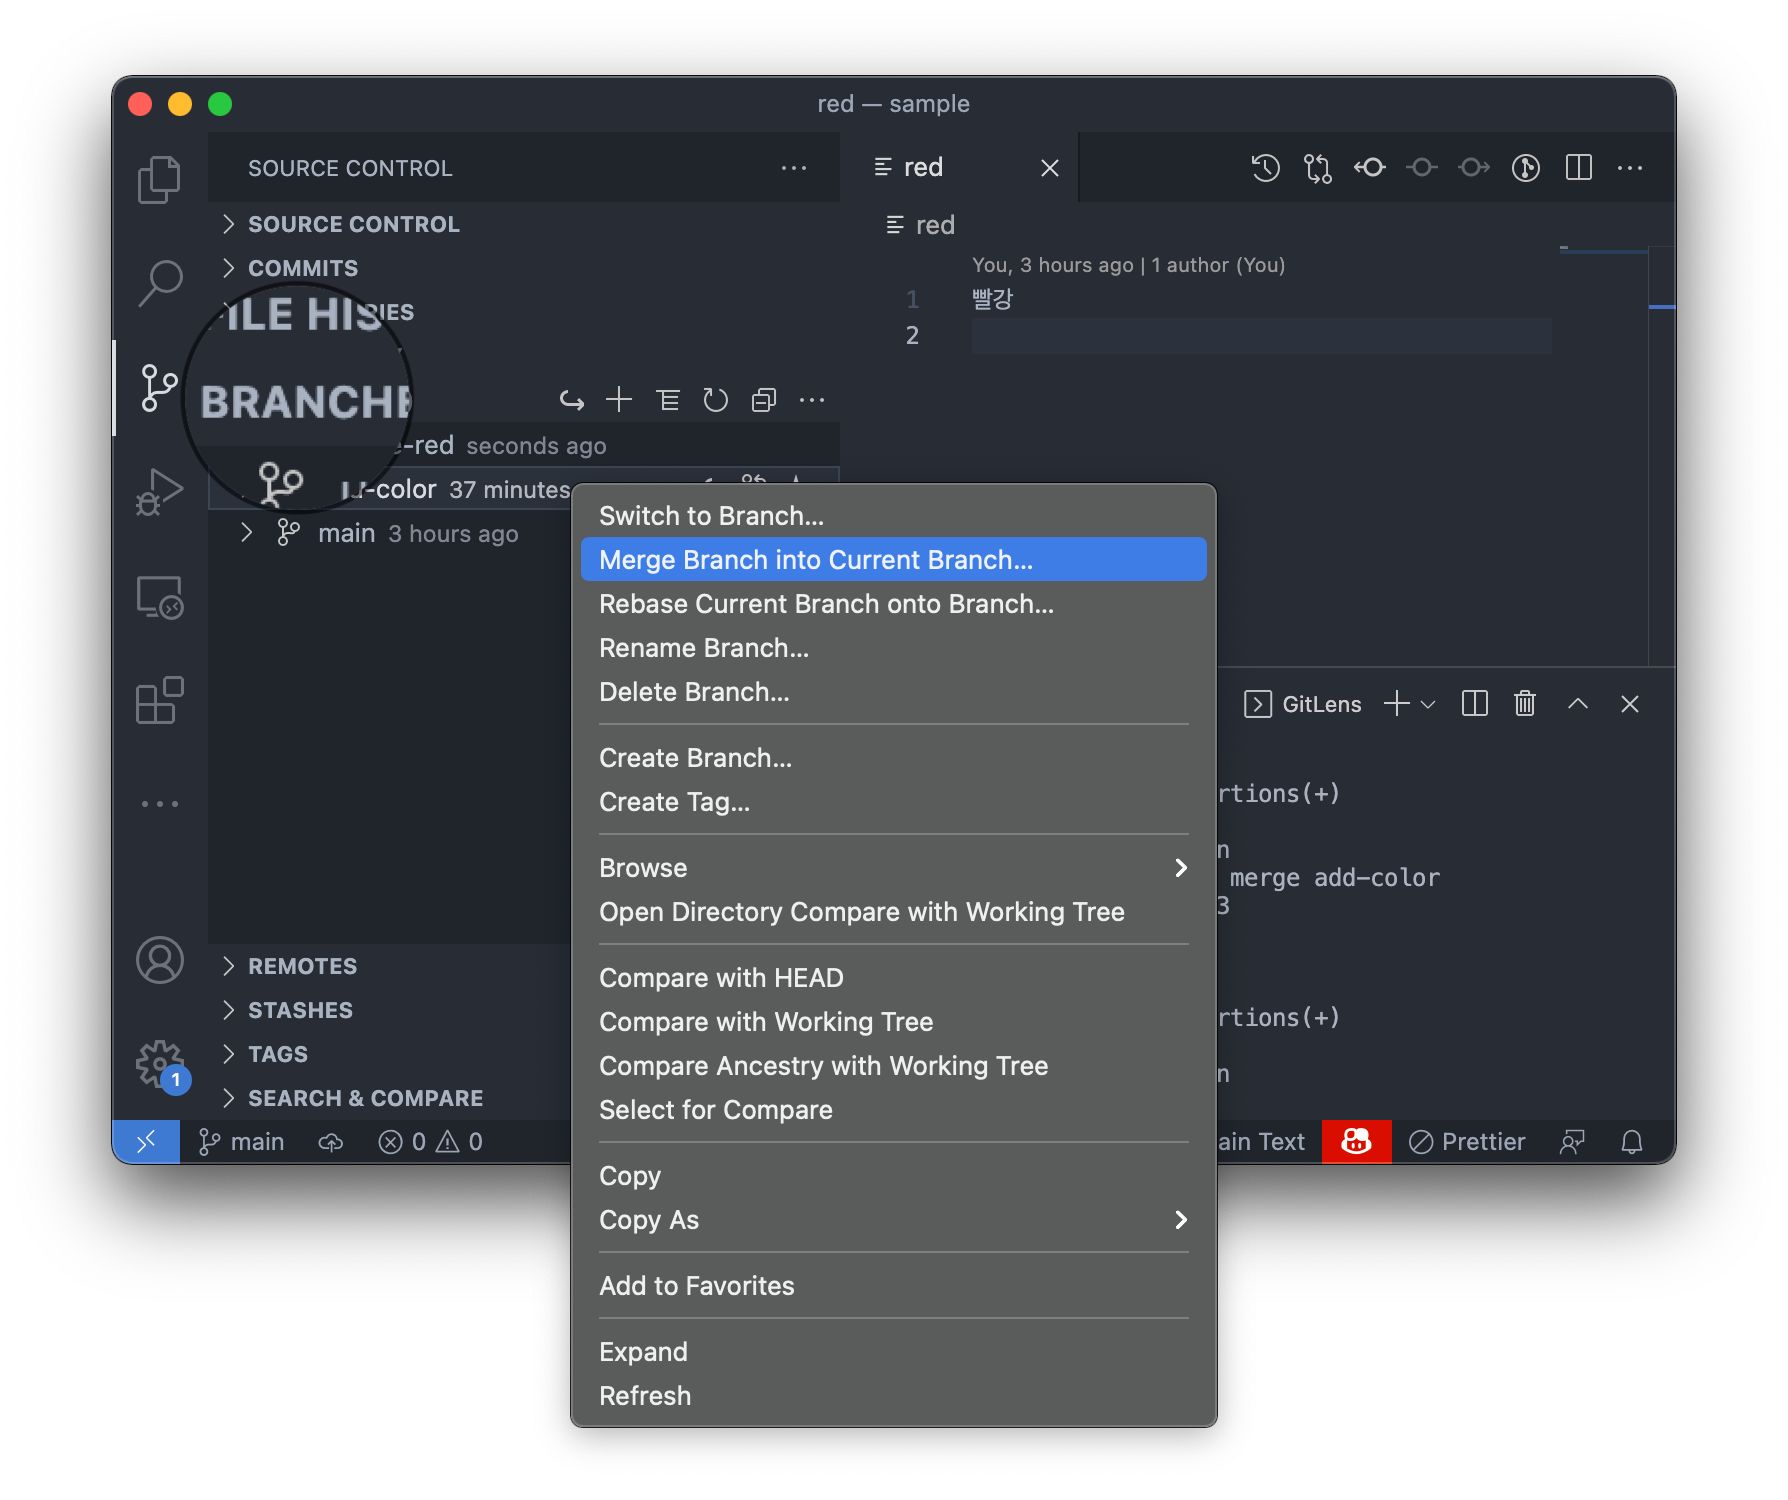 red — sample
SOURCE CONTROL
red
SOURCE CONTROL
COMMITS
BRANCHE
-red seconds ago
-color 37 minutes
main 3 hours ago
REMOTES
STASHES
TAGS
SEARCH & COMPARE
red
You, 3 hours ago | 1 author (You)
1 빨강
2
Switch to Branch...
Merge Branch into Current Branch...
Rebase Current Branch onto Branch...
Rename Branch...
Delete Branch...
Create Branch...
Create Tag...
Browse
Open Directory Compare with Working Tree
Compare with HEAD
Compare with Working Tree
Compare Ancestry with Working Tree
Select for Compare
Copy
Copy As
Add to Favorites
Expand
Refresh
GitLens
rtions(+)
n
merge add-color
3
rtions(+)
n
1
main
0
0
ain Text
Prettier